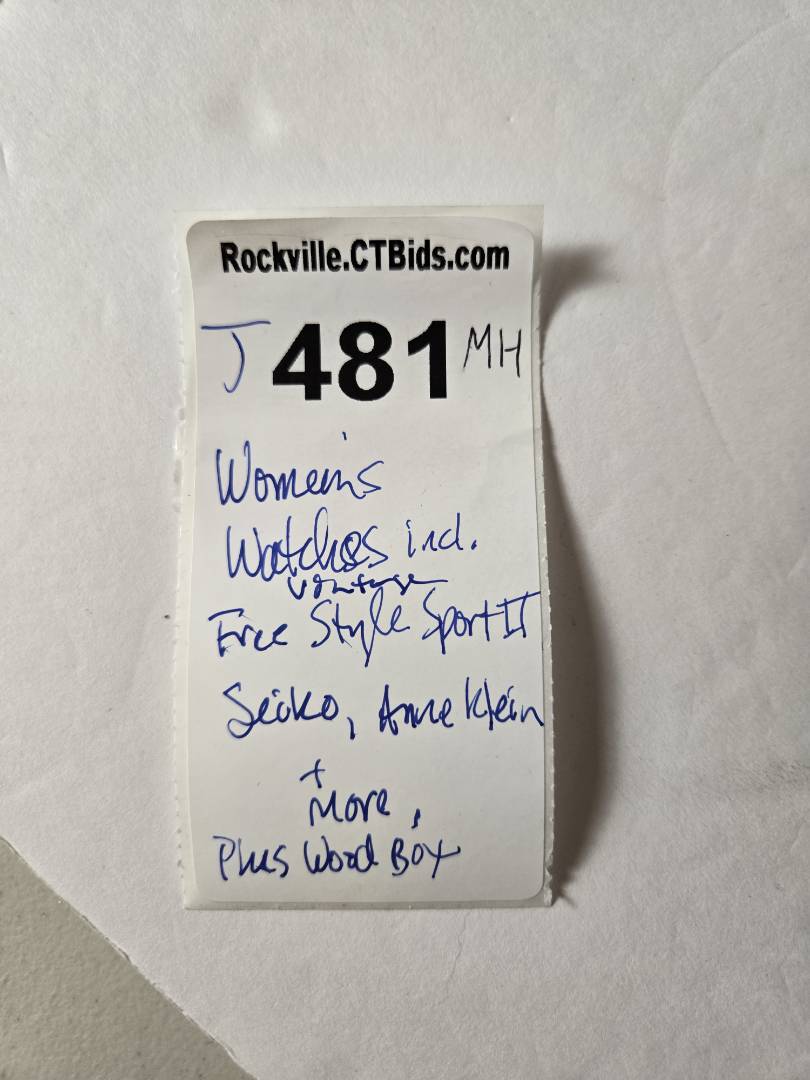 Rockville.CTBids.com
J 481 MH
Women's
Watches incl.
vintage
Free Style Sport II
Seiko, Anne Klein
+
More,
Plus Wood Box